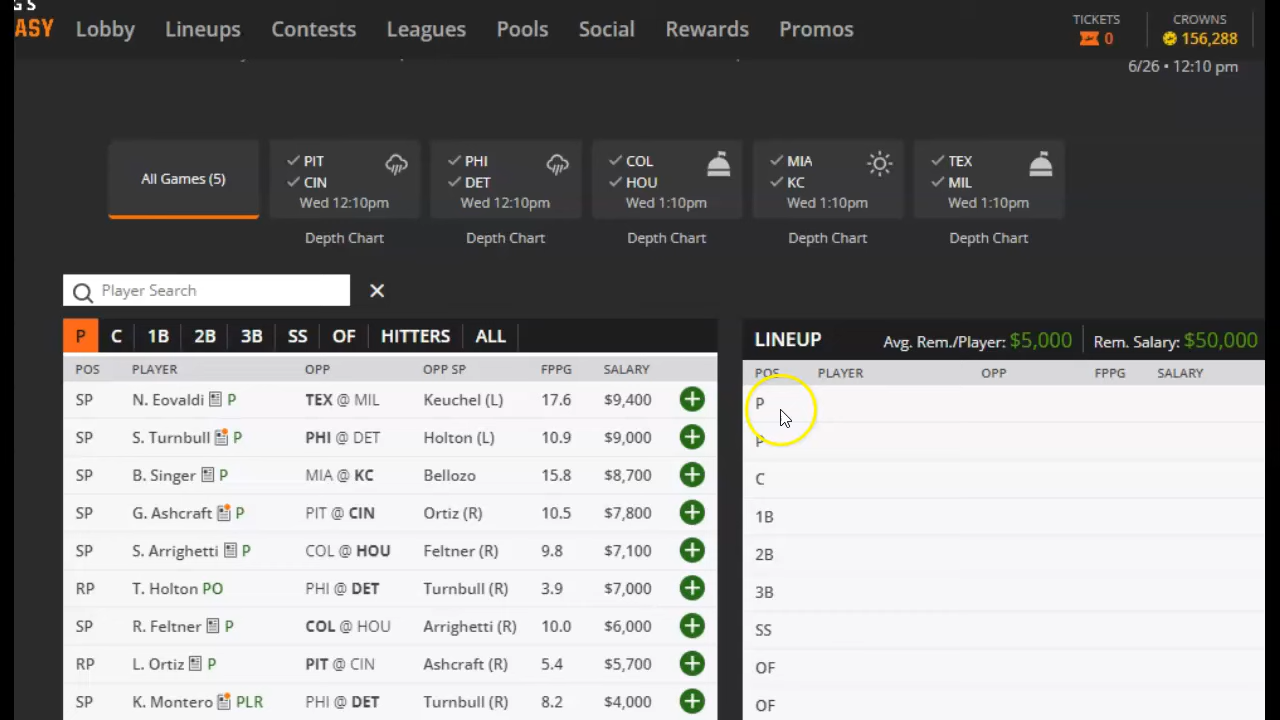 GS
ASY Lobby Lineups Contests Leagues Pools Social Rewards Promos TICKETS 0 CROWNS 156,288
6/26 • 12:10 pm
All Games (5)
PIT
CIN
Wed 12:10pm
Depth Chart
PHI
DET
Wed 12:10pm
Depth Chart
COL
HOU
Wed 1:10pm
Depth Chart
MIA
KC
Wed 1:10pm
Depth Chart
TEX
MIL
Wed 1:10pm
Depth Chart
Player Search
P C 1B 2B 3B SS OF HITTERS ALL
POS PLAYER OPP OPP SP FPPG SALARY
SP N. Eovaldi P TEX @ MIL Keuchel (L) 17.6 $9,400
SP S. Turnbull P PHI @ DET Holton (L) 10.9 $9,000
SP B. Singer P MIA @ KC Bellozo 15.8 $8,700
SP G. Ashcraft P PIT @ CIN Ortiz (R) 10.5 $7,800
SP S. Arrighetti P COL @ HOU Feltner (R) 9.8 $7,100
RP T. Holton PO PHI @ DET Turnbull (R) 3.9 $7,000
SP R. Feltner P COL @ HOU Arrighetti (R) 10.0 $6,000
RP L. Ortiz P PIT @ CIN Ashcraft (R) 5.4 $5,700
SP K. Montero PLR PHI @ DET Turnbull (R) 8.2 $4,000
LINEUP Avg. Rem./Player: $5,000 Rem. Salary: $50,000
POS PLAYER OPP FPPG SALARY
P
P
C
1B
2B
3B
SS
OF
OF